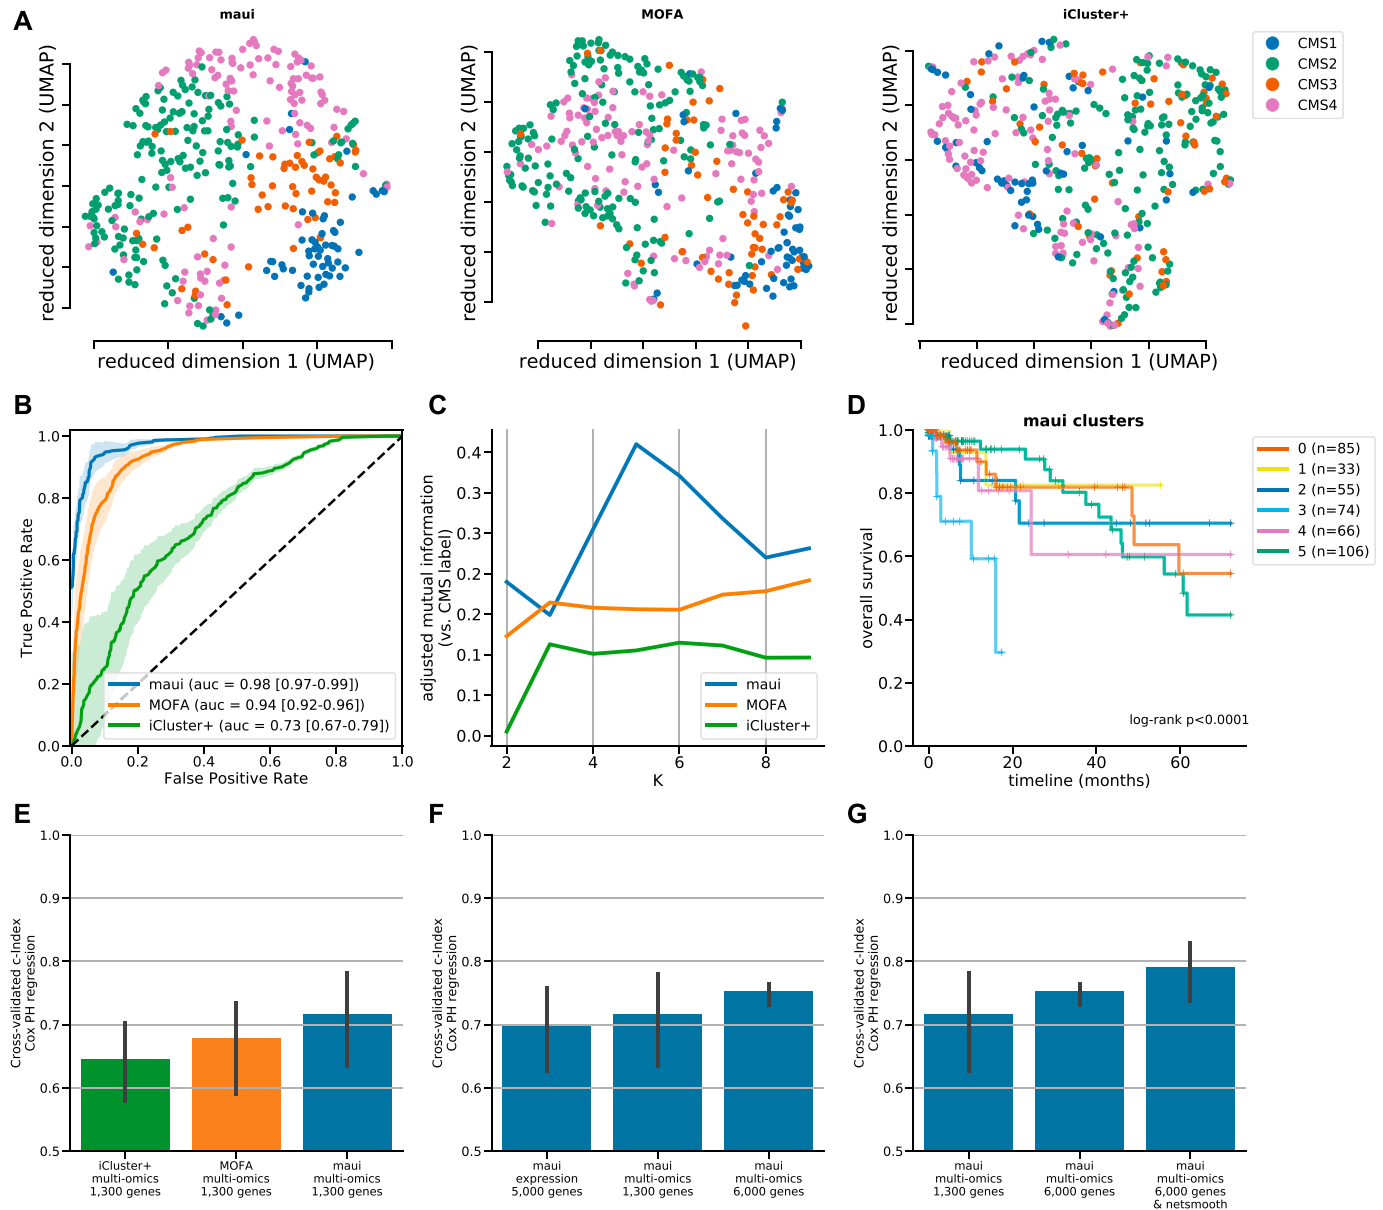 A
maui
MOFA
iCluster+
CMS1
CMS2
CMS3
CMS4
reduced dimension 2 (UMAP)
reduced dimension 2 (UMAP)
reduced dimension 2 (UMAP)
reduced dimension 1 (UMAP)
reduced dimension 1 (UMAP)
reduced dimension 1 (UMAP)
B
True Positive Rate
1.0
0.8
0.6
0.4
0.2
0.0
maui (auc = 0.98 [0.97-0.99])
MOFA (auc = 0.94 [0.92-0.96])
iCluster+ (auc = 0.73 [0.67-0.79])
0.0
0.2
0.4
0.6
0.8
1.0
False Positive Rate
C
adjusted mutual information
(vs. CMS label)
0.4
0.3
0.3
0.2
0.2
0.1
0.1
0.0
maui
MOFA
iCluster+
2
4
6
8
K
D
maui clusters
overall survival
1.0
0.8
0.6
0.4
0.2
0.0
log-rank p<0.0001
0
20
40
60
timeline (months)
0 (n=85)
1 (n=33)
2 (n=55)
3 (n=74)
4 (n=66)
5 (n=106)
E
Cross-validated c-Index
Cox PH regression
1.0
0.9
0.8
0.7
0.6
0.5
iCluster+
multi-omics
1,300 genes
MOFA
multi-omics
1,300 genes
maui
multi-omics
1,300 genes
F
Cross-validated c-Index
Cox PH regression
1.0
0.9
0.8
0.7
0.6
0.5
maui
expression
5,000 genes
maui
multi-omics
1,300 genes
maui
multi-omics
6,000 genes
G
Cross-validated c-Index
Cox PH regression
1.0
0.9
0.8
0.7
0.6
0.5
maui
multi-omics
1,300 genes
maui
multi-omics
6,000 genes
maui
multi-omics
6,000 genes
& netsmooth